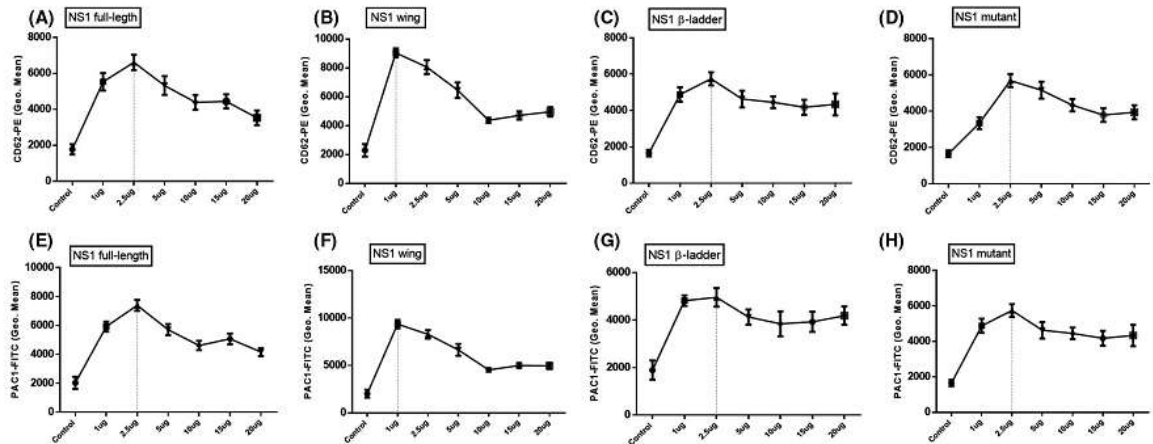 (A) NS1 full-legth
CD62-PE (Geo. Mean)
8000
6000
4000
2000
0
Control 1ug 2.5ug 5ug 10ug 15ug 20ug
(B) NS1 wing
CD62-PE (Geo. Mean)
10000
8000
6000
4000
2000
0
Control 1ug 2.5ug 5ug 10ug 15ug 20ug
(C) NS1 β-ladder
CD62-PE (Geo. Mean)
8000
6000
4000
2000
0
Control 1ug 2.5ug 5ug 10ug 15ug 20ug
(D) NS1 mutant
CD62-PE (Geo. Mean)
8000
6000
4000
2000
0
Control 1ug 2.5ug 5ug 10ug 15ug 20ug
(E) NS1 full-length
PAC1-FITC (Geo. Mean)
10000
8000
6000
4000
2000
0
Control 1ug 2.5ug 5ug 10ug 15ug 20ug
(F) NS1 wing
PAC1-FITC (Geo. Mean)
15000
10000
5000
0
Control 1ug 2.5ug 5ug 10ug 15ug 20ug
(G) NS1 β-ladder
PAC1-FITC (Geo. Mean)
6000
4000
2000
0
Control 1ug 2.5ug 5ug 10ug 15ug 20ug
(H) NS1 mutant
PAC1-FITC (Geo. Mean)
8000
6000
4000
2000
0
Control 1ug 2.5ug 5ug 10ug 15ug 20ug